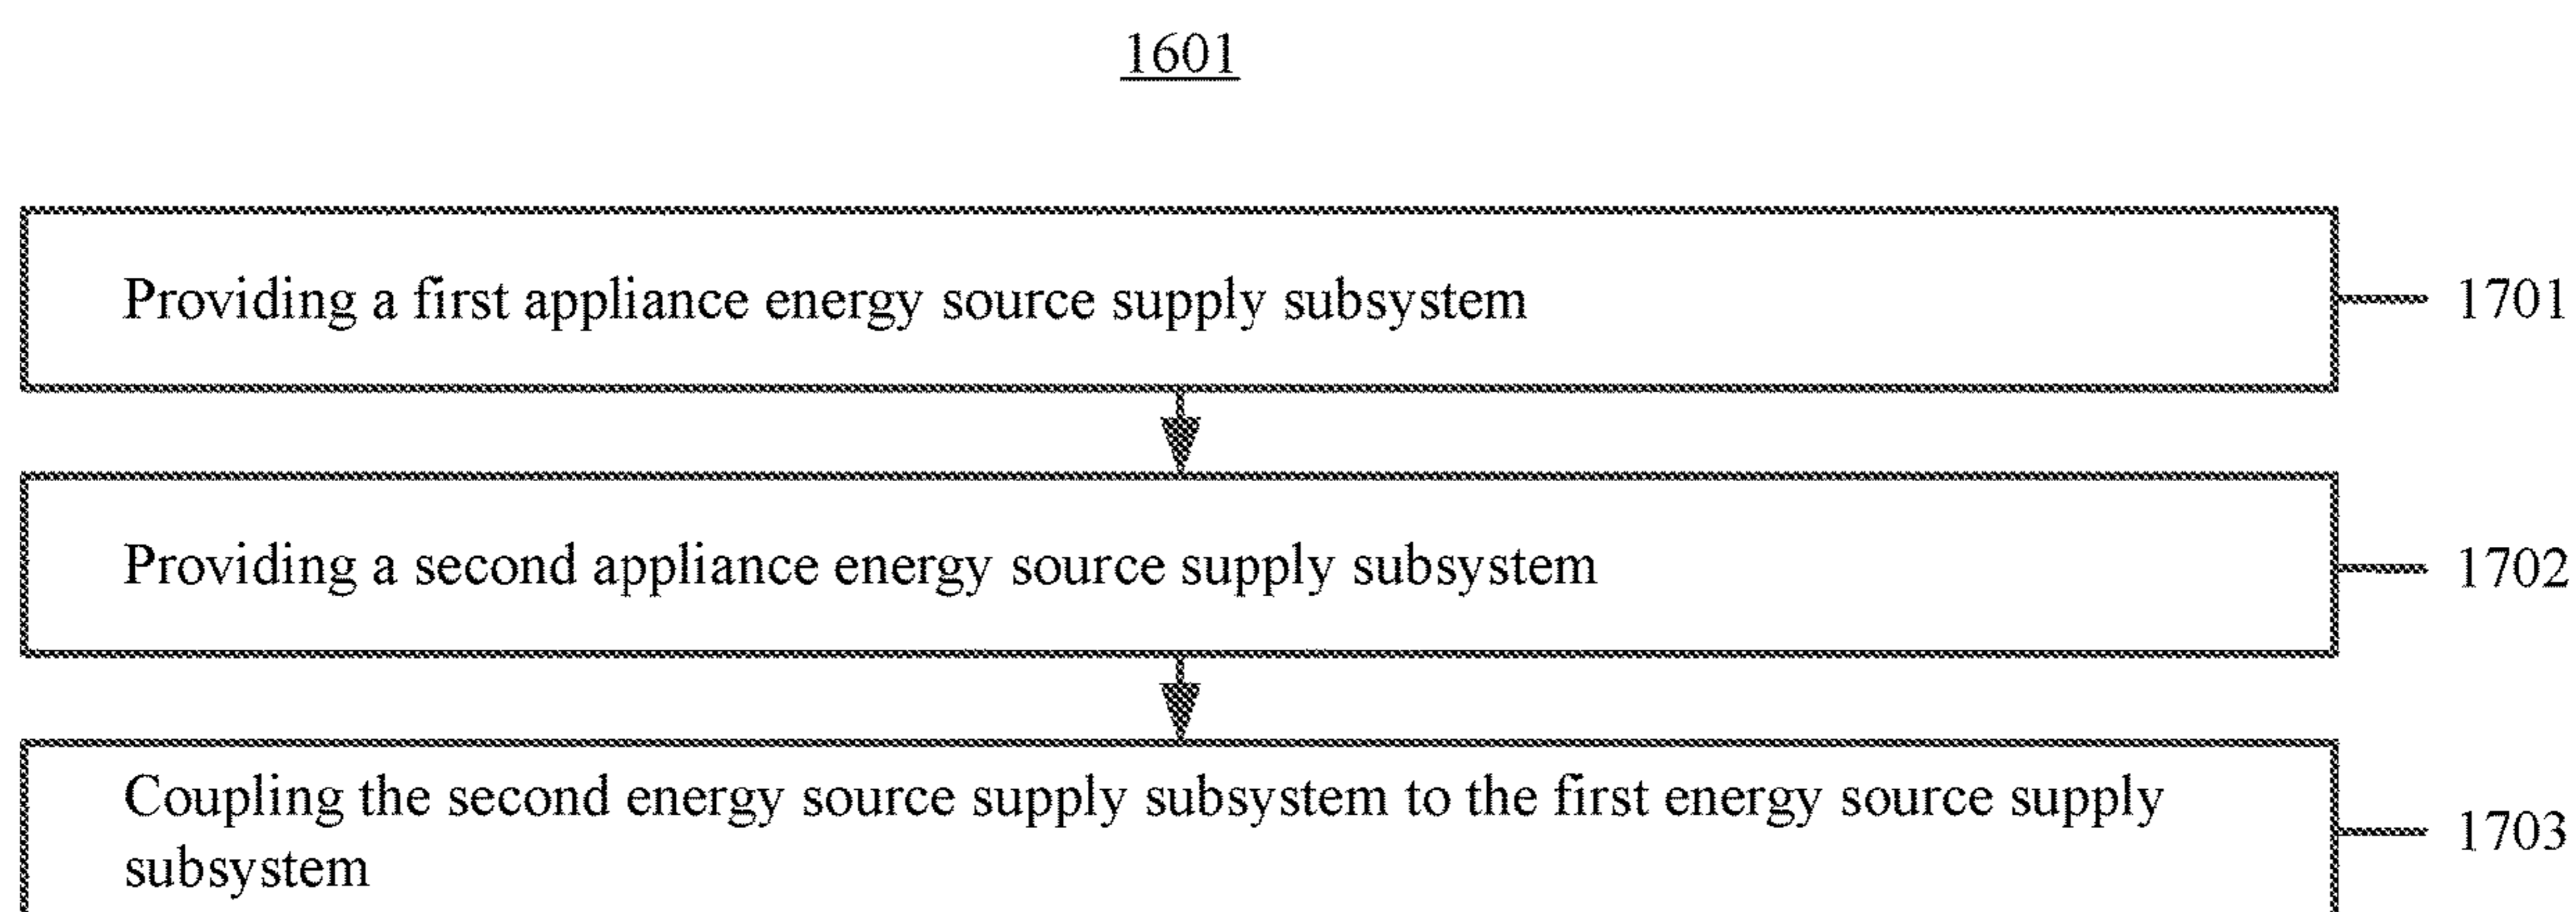 1601
Providing a first appliance energy source supply subsystem
1701
Providing a second appliance energy source supply subsystem
1702
Coupling the second energy source supply subsystem to the first energy source supply
subsystem
1703